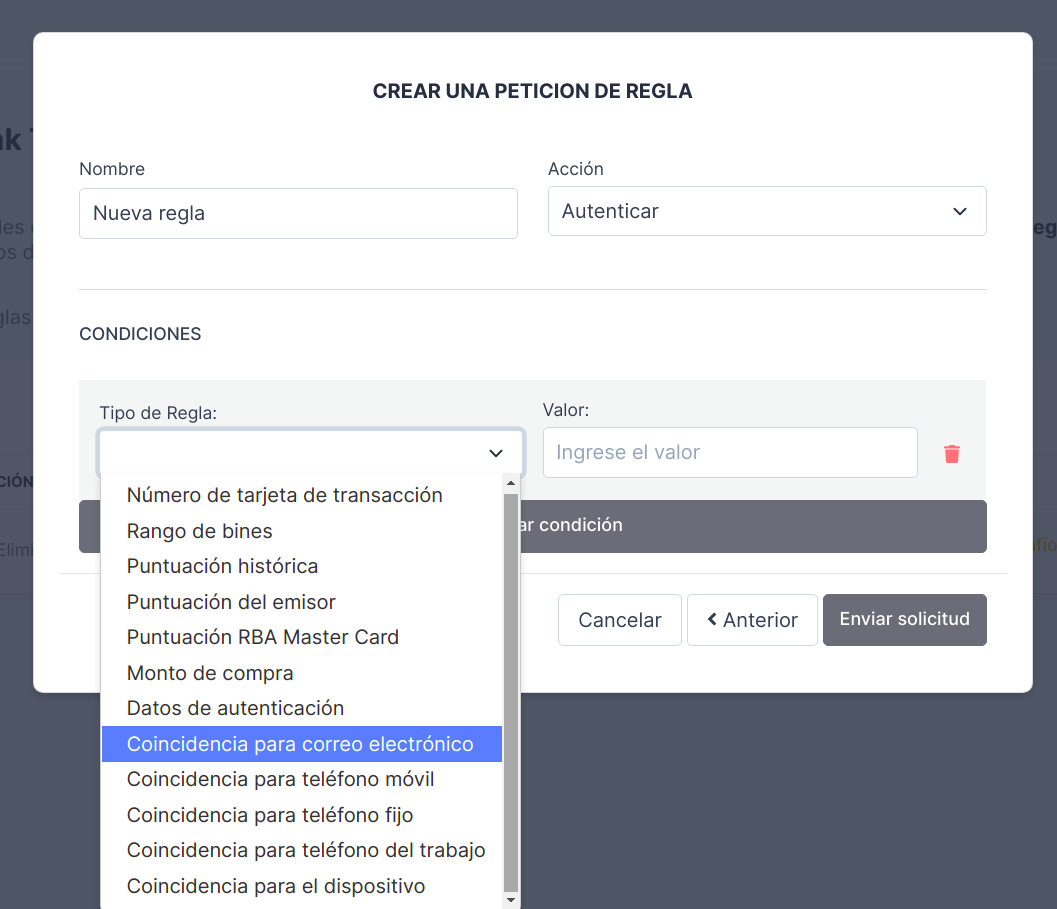 CREAR UNA PETICION DE REGLA
Nombre
Acción
Nueva regla
Autenticar
CONDICIONES
Tipo de Regla:
Valor:
Ingrese el valor
Número de tarjeta de transacción
Rango de bines
condición
Puntuación histórica
Puntuación del emisor
Cancelar
Anterior
Enviar solicitud
Puntuación RBA Master Card
Monto de compra
Datos de autenticación
Coincidencia para correo electrónico
Coincidencia para teléfono móvil
Coincidencia para teléfono fijo
Coincidencia para teléfono del trabajo
Coincidencia para el dispositivo